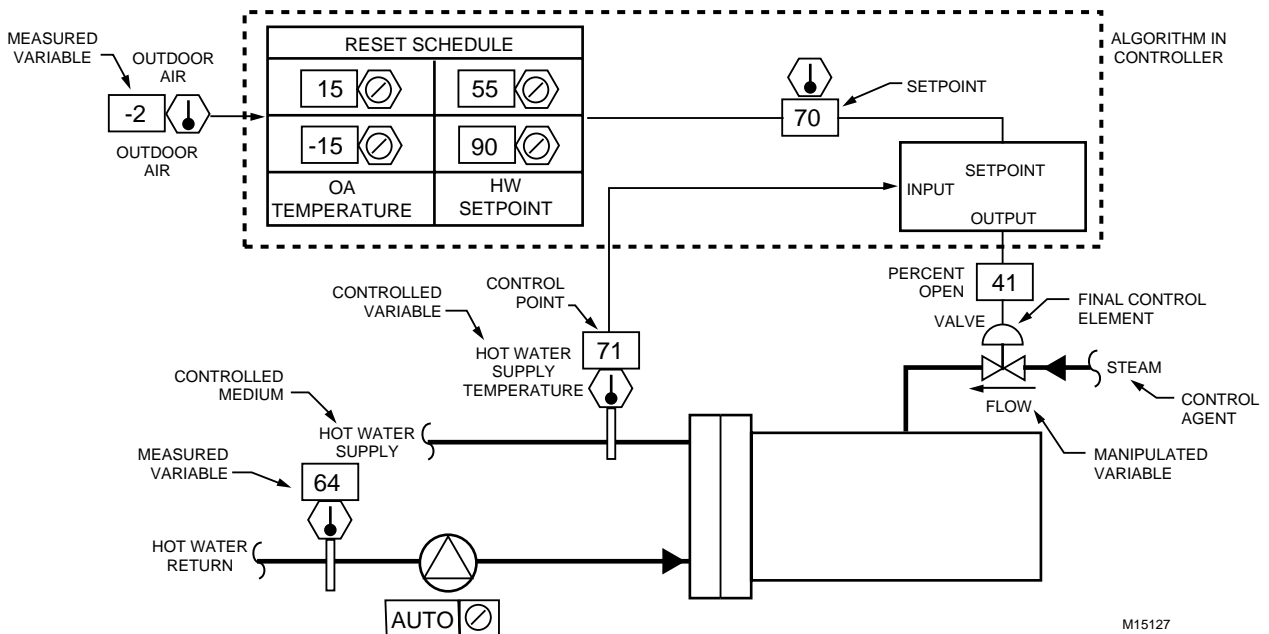 MEASURED
VARIABLE
OUTDOOR
AIR
-2
OUTDOOR
AIR
RESET SCHEDULE
15
55
-15
90
OA
TEMPERATURE
HW
SETPOINT
70
SETPOINT
ALGORITHM IN
CONTROLLER
SETPOINT
INPUT
OUTPUT
PERCENT
OPEN
41
VALVE
FINAL CONTROL
ELEMENT
STEAM
CONTROL
AGENT
FLOW
MANIPULATED
VARIABLE
CONTROLLED
VARIABLE
CONTROL
POINT
71
HOT WATER
SUPPLY
TEMPERATURE
CONTROLLED
MEDIUM
HOT WATER
SUPPLY
MEASURED
VARIABLE
64
HOT WATER
RETURN
AUTO
M15127